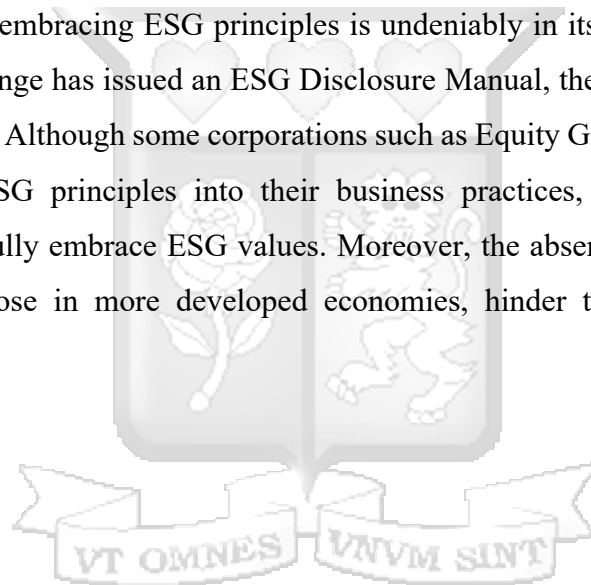 embracing ESG principles is undeniably in its
nge has issued an ESG Disclosure Manual, the
Although some corporations such as Equity G
SG principles into their business practices,
ully embrace ESG values. Moreover, the absen
ose in more developed economies, hinder t
VT OMNES VNVM SINT